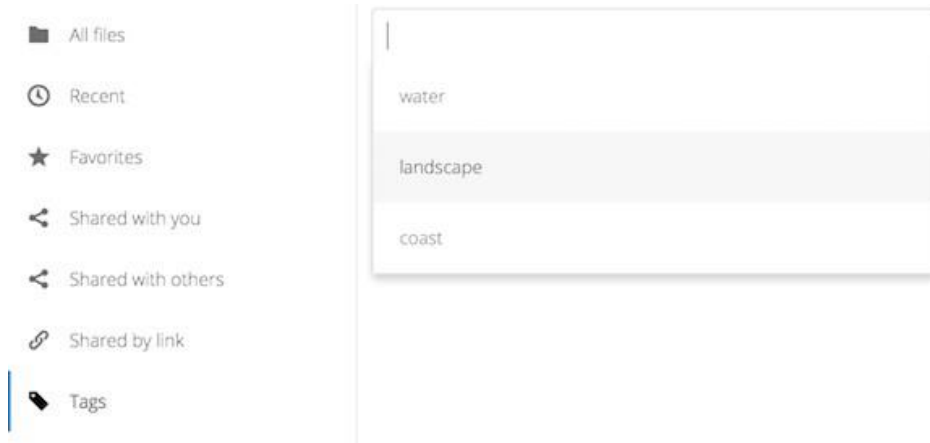 All files
Recent
Favorites
Shared with you
Shared with others
Shared by link
Tags
water
landscape
coast